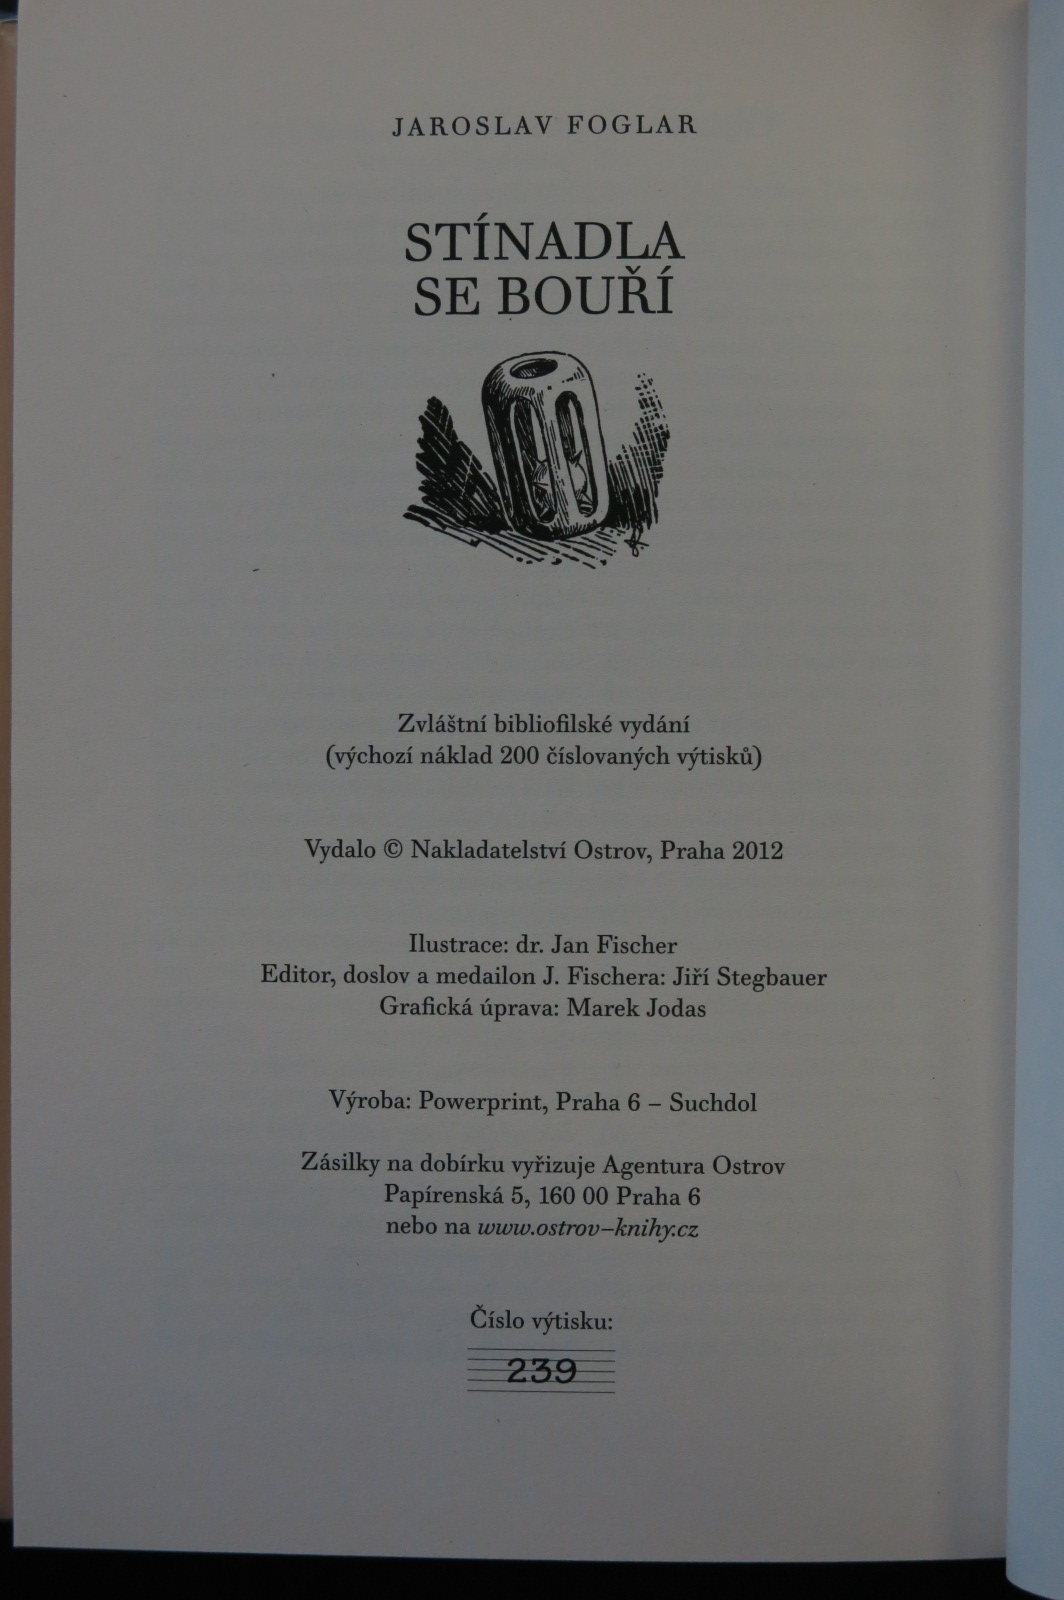 JAROSLAV FOGLAR
STÍNADLA
SE BOUŘÍ
Zvláštní bibliofilské vydání
(výchozí náklad 200 číslovaných výtisků)
Vydalo © Nakladatelství Ostrov, Praha 2012
Ilustrace: dr. Jan Fischer
Editor, doslov a medailon J. Fischera: Jiří Stegbauer
Grafická úprava: Marek Jodas
Výroba: Powerprint, Praha 6 – Suchdol
Zásilky na dobírku vyřizuje Agentura Ostrov
Papírenská 5, 160 00 Praha 6
nebo na www.ostrov–knihy.cz
Číslo výtisku:
239